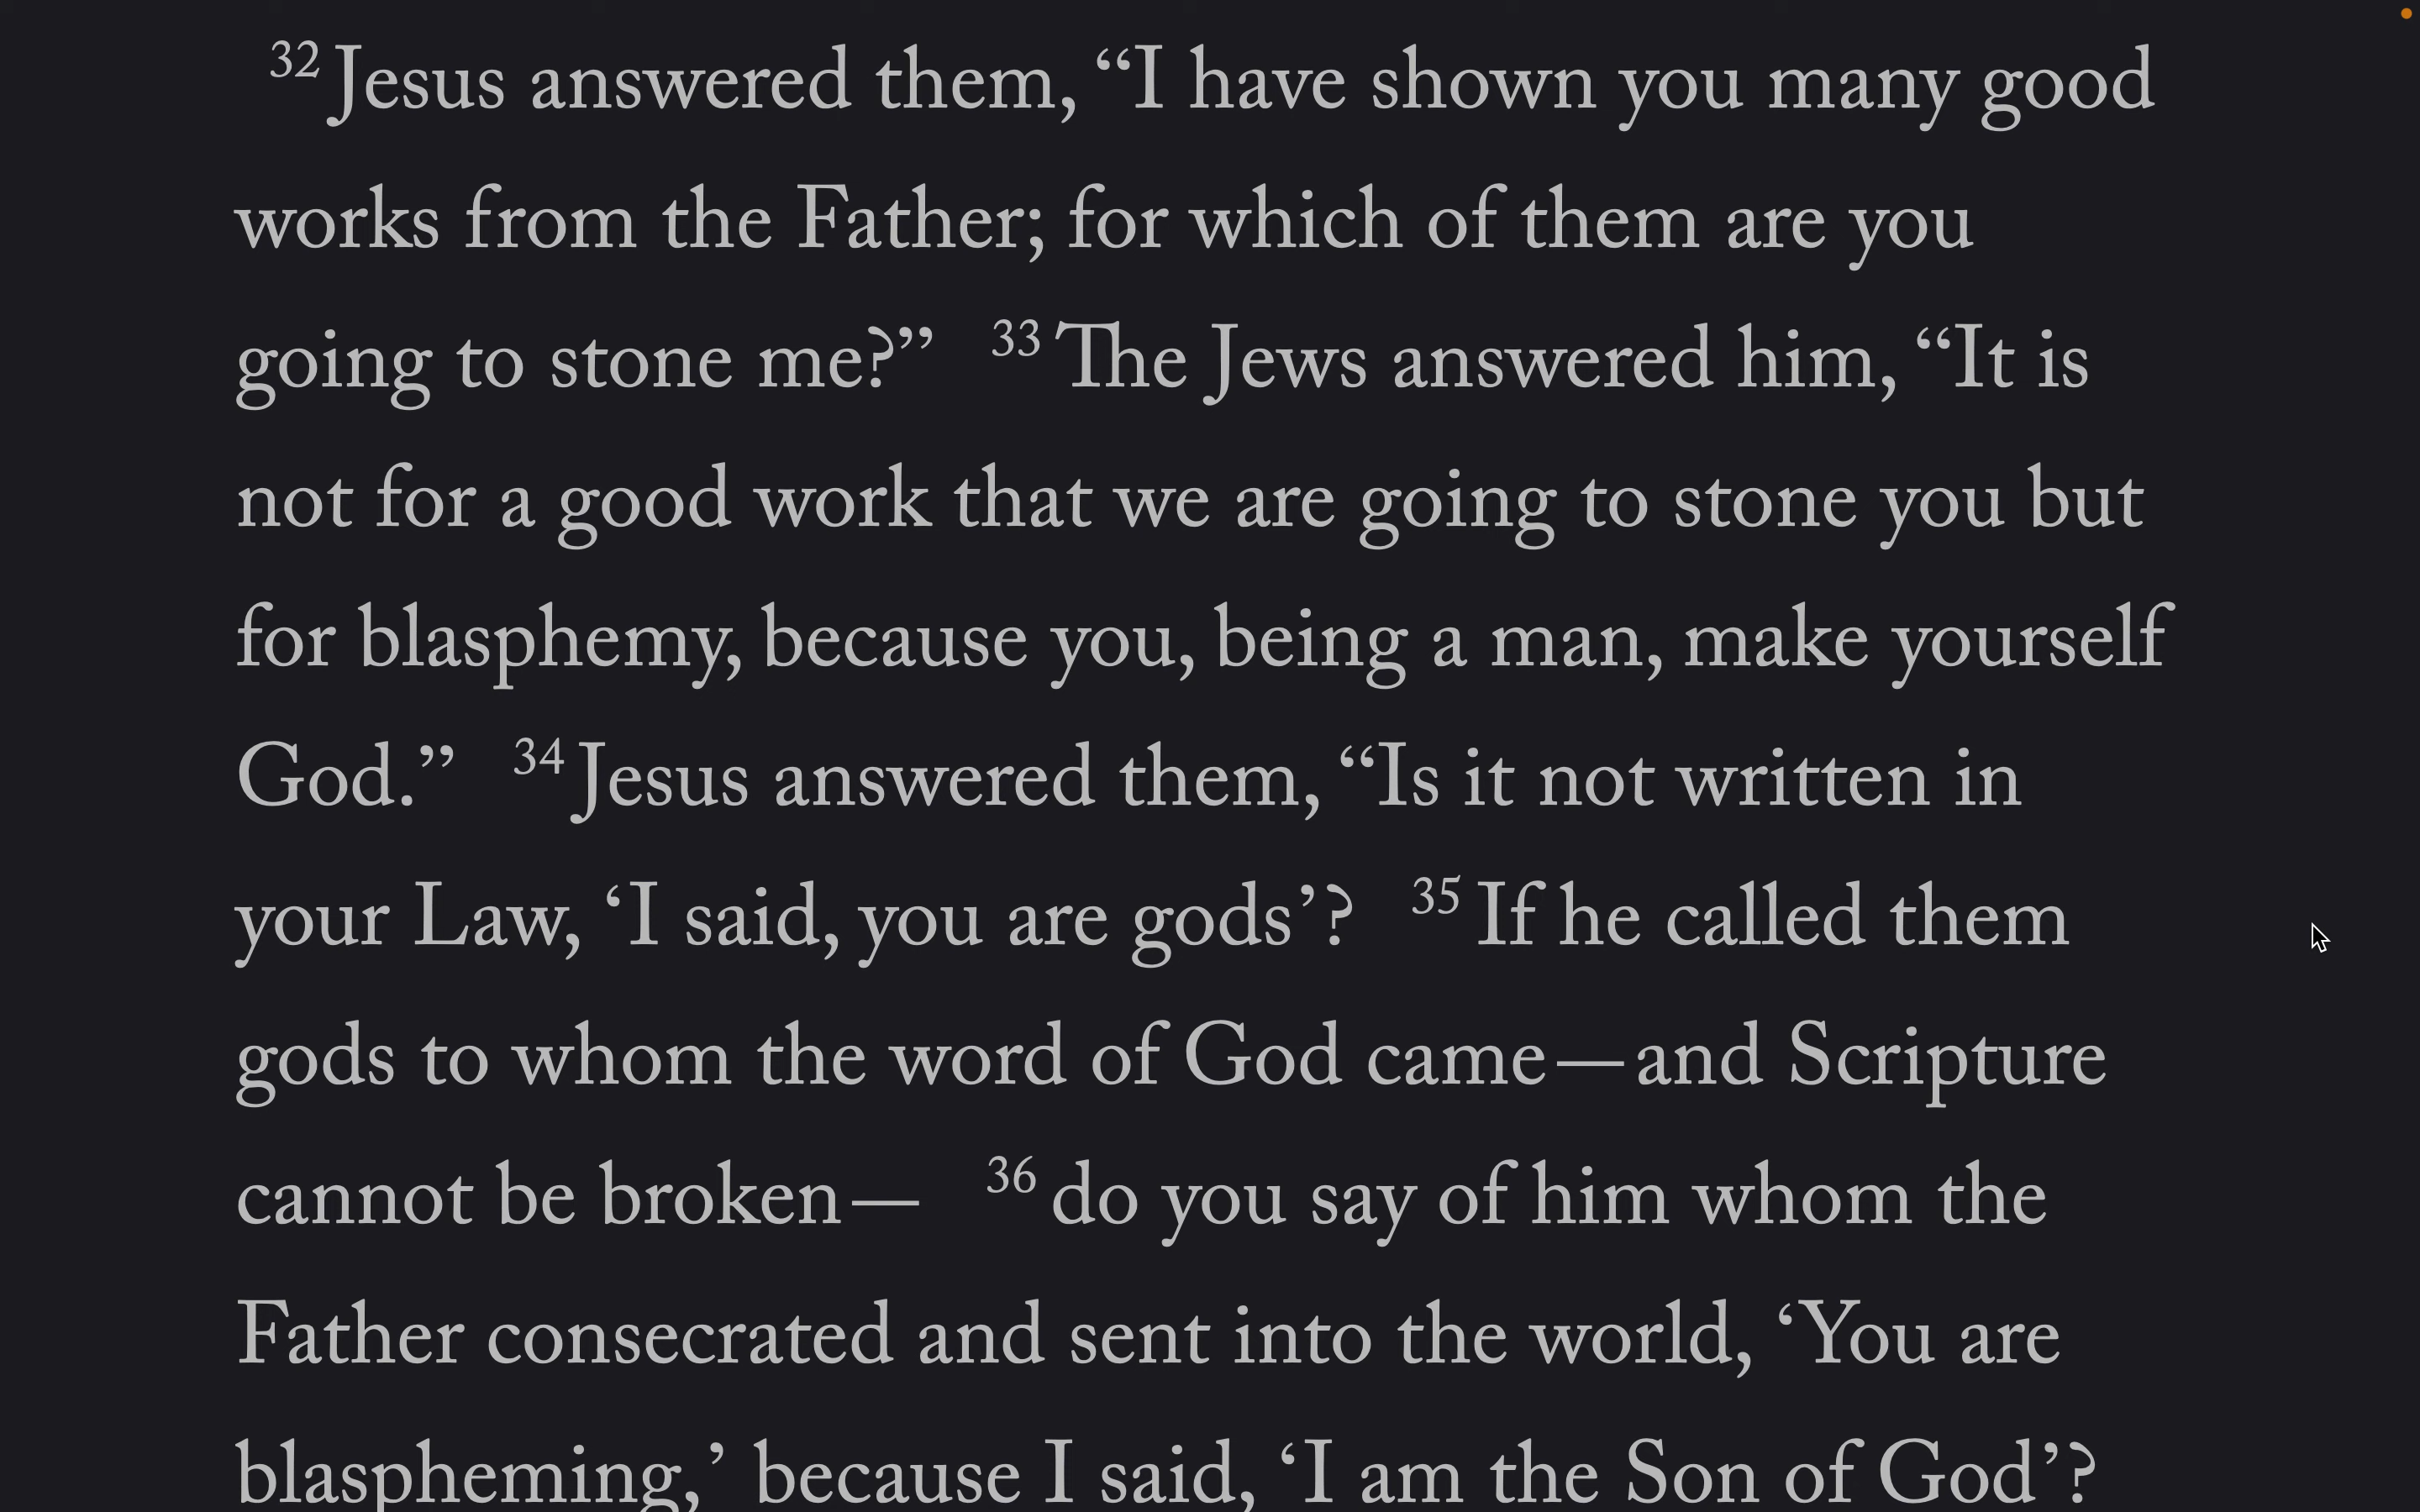 32 Jesus answered them, “I have shown you many good
works from the Father; for which of them are you
going to stone me?” 33 The Jews answered him, “It is
not for a good work that we are going to stone you but
for blasphemy, because you, being a man, make yourself
God.” 34 Jesus answered them, “Is it not written in
your Law, ‘I said, you are gods’? 35 If he called them
gods to whom the word of God came—and Scripture
cannot be broken— 36 do you say of him whom the
Father consecrated and sent into the world, ‘You are
blaspheming,’ because I said, ‘I am the Son of God’?